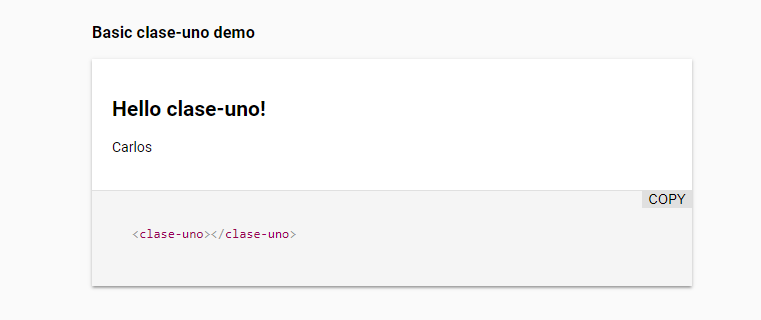 Basic clase-uno demo
Hello clase-uno!
Carlos
COPY
<clase-uno></clase-uno>